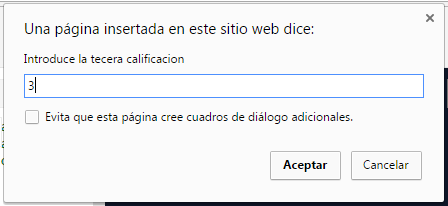 Una página insertada en este sitio web dice:
Introduce la tecera calificacion
3
Evita que esta página cree cuadros de diálogo adicionales.
Aceptar
Cancelar